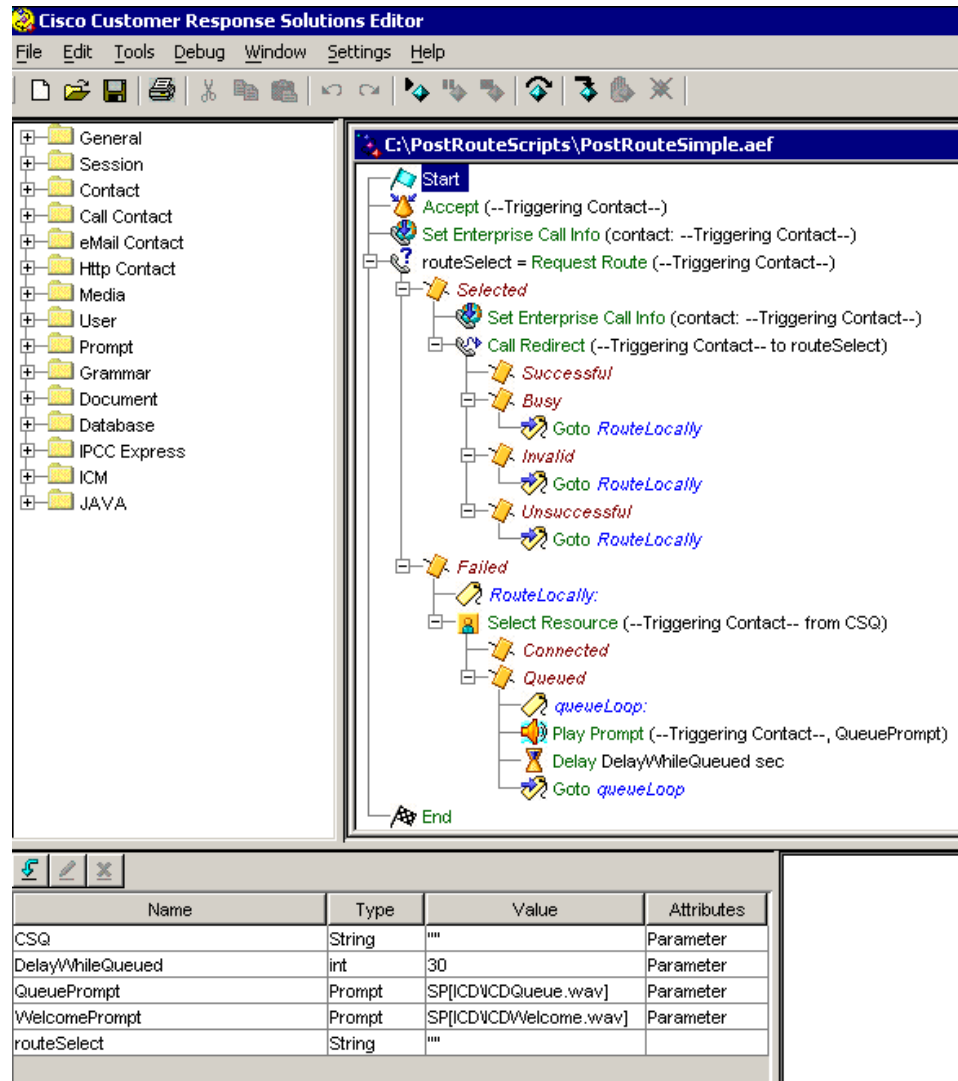 Cisco Customer Response Solutions Editor
File Edit Tools Debug Window Settings Help
General
Session
Contact
Call Contact
eMail Contact
Http Contact
Media
User
Prompt
Grammar
Document
Database
IPCC Express
ICM
JAVA
C:\PostRouteScripts\PostRouteSimple.aef
Start
Accept (--Triggering Contact--)
Set Enterprise Call Info (contact: --Triggering Contact--)
routeSelect = Request Route (--Triggering Contact--)
Selected
Set Enterprise Call Info (contact: --Triggering Contact--)
Call Redirect (--Triggering Contact-- to routeSelect)
Successful
Busy
Goto RouteLocally
Invalid
Goto RouteLocally
Unsuccessful
Goto RouteLocally
Failed
RouteLocally:
Select Resource (--Triggering Contact-- from CSQ)
Connected
Queued
queueLoop:
Play Prompt (--Triggering Contact--, QueuePrompt)
Delay DelayWhileQueued sec
Goto queueLoop
End
Name Type Value Attributes
CSQ String "" Parameter
DelayWhileQueued int 30 Parameter
QueuePrompt Prompt SP[ICD\ICDQueue.wav] Parameter
WelcomePrompt Prompt SP[ICD\ICDWelcome.wav] Parameter
routeSelect String ""